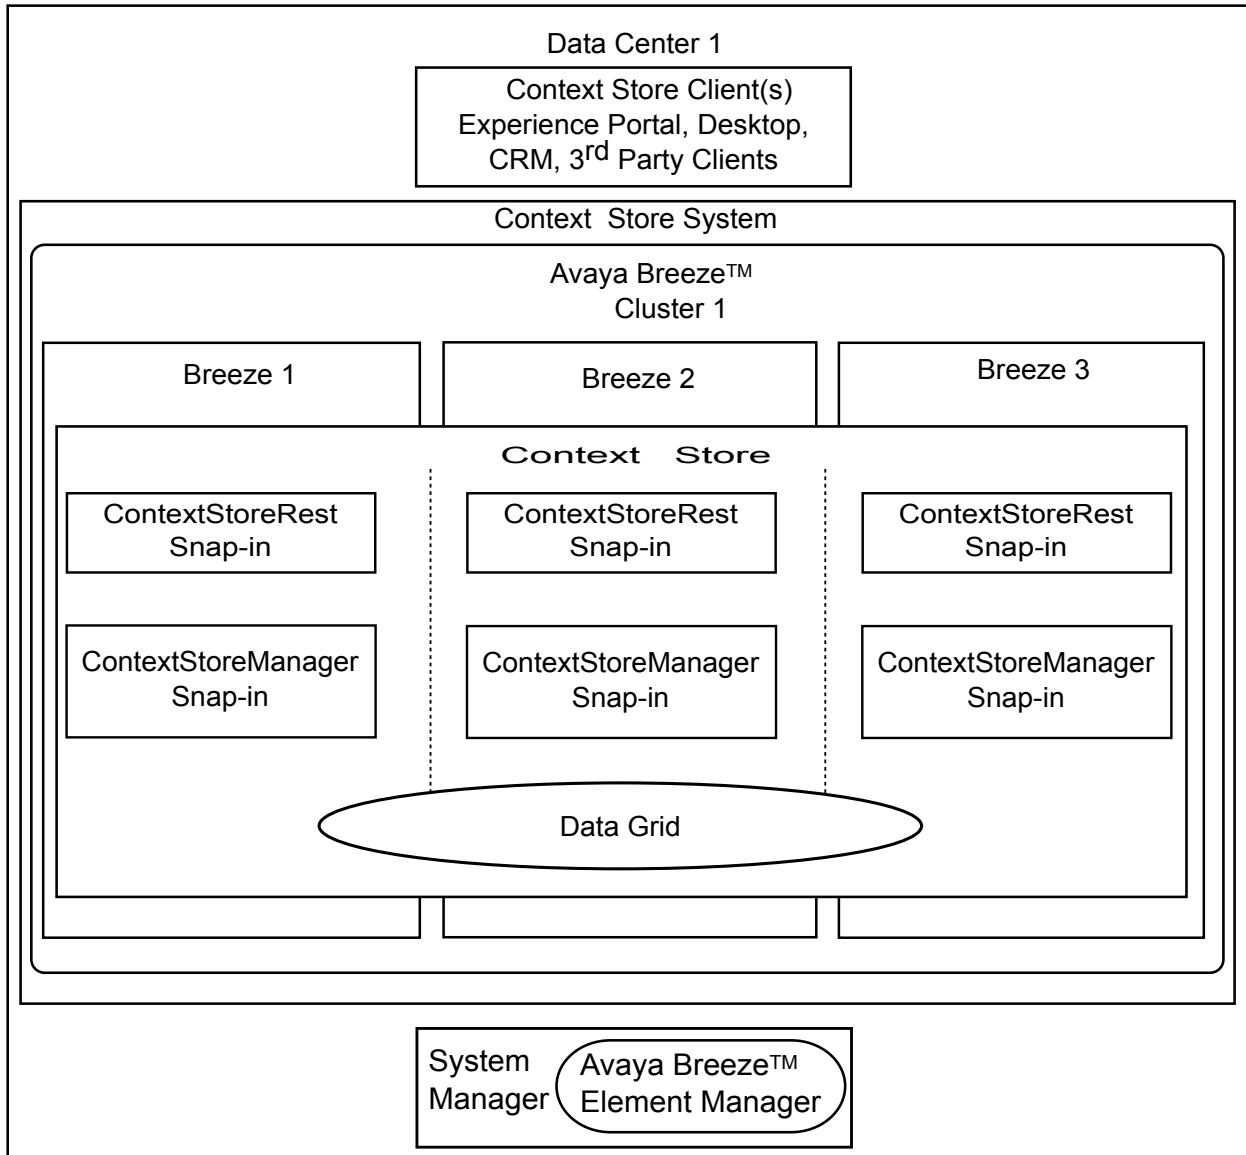 Data Center 1
Context Store Client(s)
Experience Portal, Desktop,
CRM, 3rd Party Clients
Context Store System
Avaya Breeze™
Cluster 1
Breeze 1
Breeze 2
Breeze 3
Context Store
ContextStoreRest
Snap-in
ContextStoreRest
Snap-in
ContextStoreRest
Snap-in
ContextStoreManager
Snap-in
ContextStoreManager
Snap-in
ContextStoreManager
Snap-in
Data Grid
System
Manager
Avaya Breeze™
Element Manager